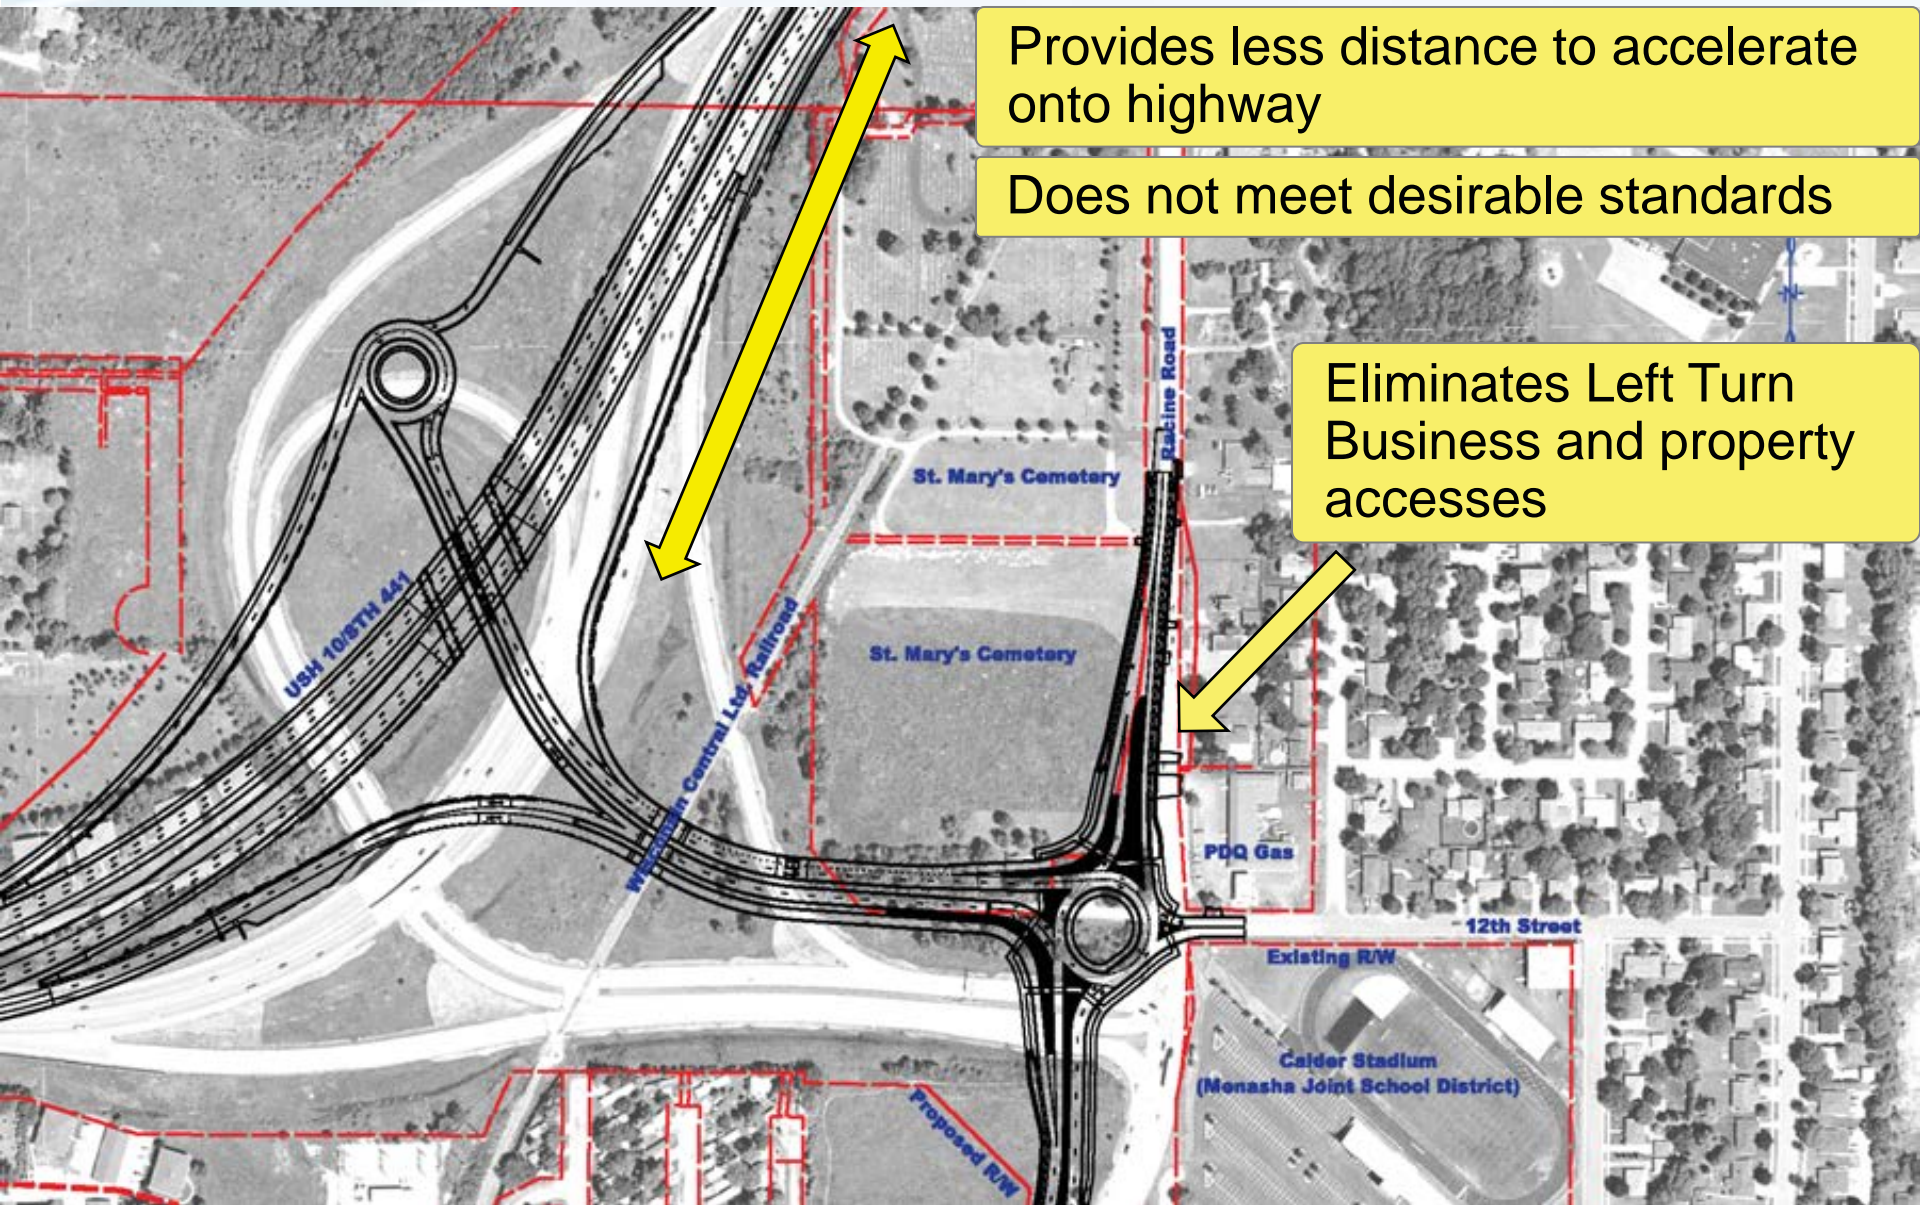 Provides less distance to accelerate
onto highway
Does not meet desirable standards
Eliminates Left Turn
Business and property
accesses
N
Racine Road
St. Mary's Cemetery
USH 10/STH 441
St. Mary's Cemetery
Wisconsin Central Ltd. Railroad
PDQ Gas
12th Street
Existing R/W
Calder Stadium
(Menasha Joint School District)
Proposed R/W